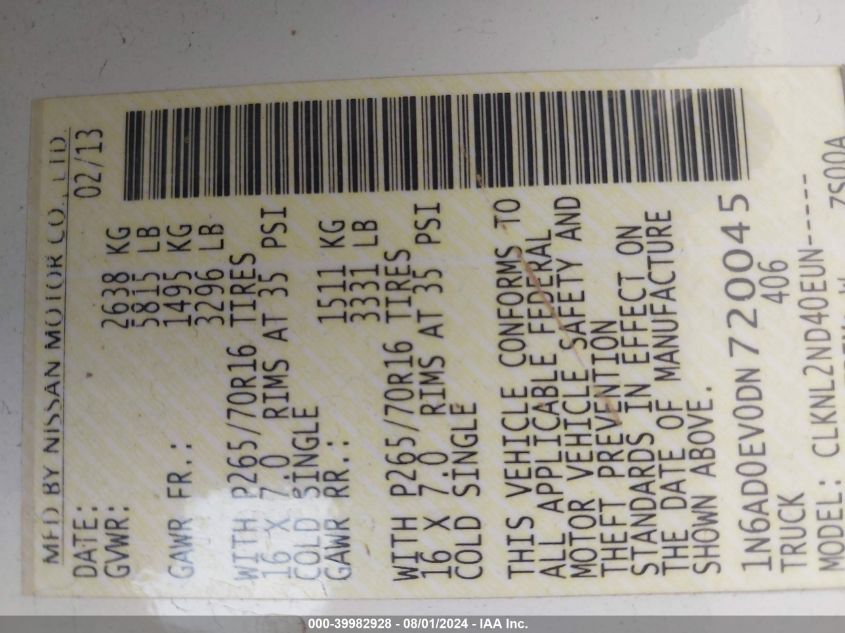 MFD BY NISSAN MOTOR CO., LTD.
DATE: 02/13
GVWR: 2638 KG
5815 LB
GAWR FR.: 1495 KG
3296 LB
WITH P265/70R16 TIRES
16 X 7.0 RIMS AT 35 PSI
COLD SINGLE
GAWR RR.: 1511 KG
3331 LB
WITH P265/70R16 TIRES
16 X 7.0 RIMS AT 35 PSI
COLD SINGLE
THIS VEHICLE CONFORMS TO
ALL APPLICABLE FEDERAL
MOTOR VEHICLE SAFETY AND
THEFT PREVENTION
STANDARDS IN EFFECT ON
THE DATE OF MANUFACTURE
SHOWN ABOVE.
1N6AD0EV0DN720045
TRUCK 406
MODEL: CLKNL2ND40EUN-----
ZS00A
000-39982928 - 08/01/2024 - IAA Inc.